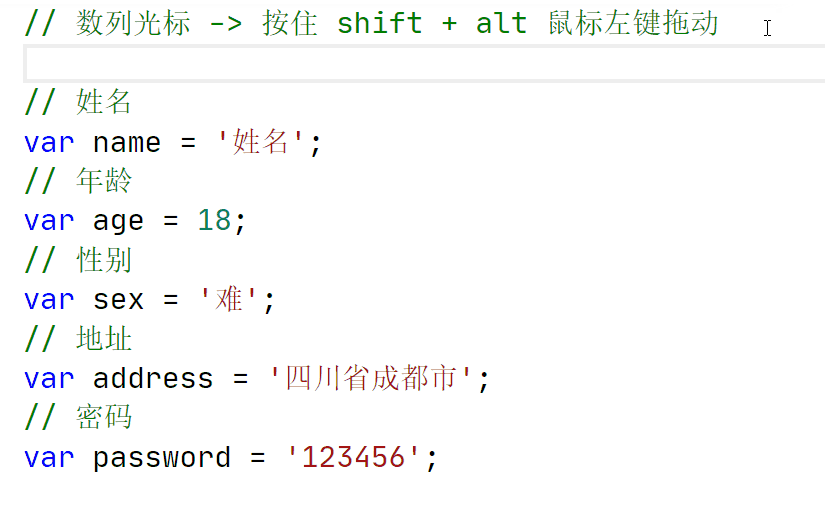 // 数列光标 -> 按住 shift + alt 鼠标左键拖动
// 姓名
var name = '姓名';
// 年龄
var age = 18;
// 性别
var sex = '难';
// 地址
var address = '四川省成都市';
// 密码
var password = '123456';